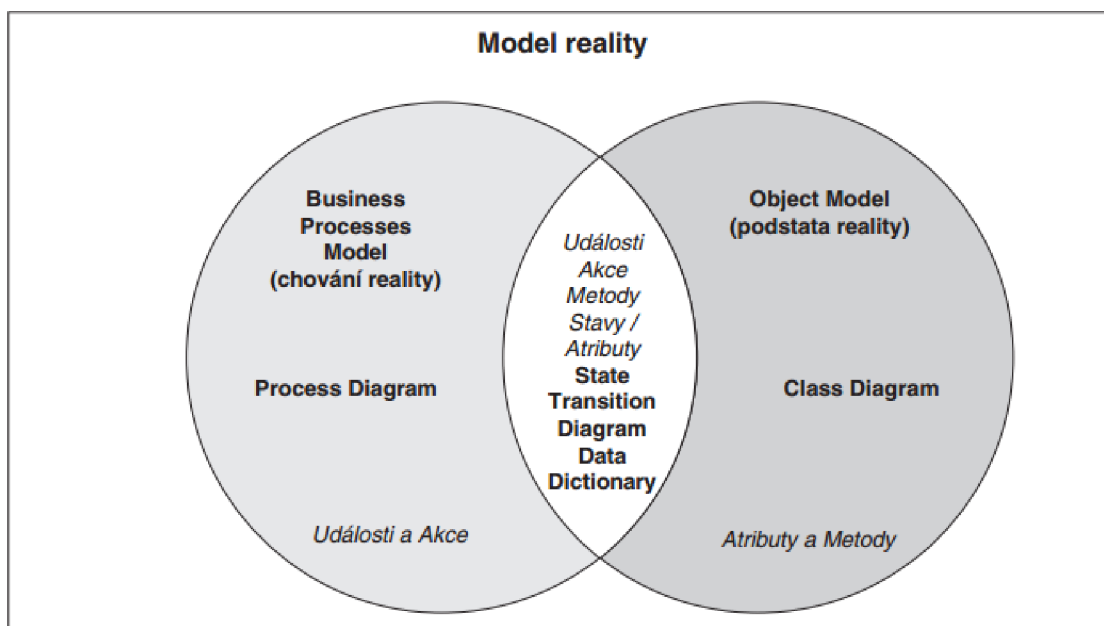 Model reality
Business
Processes
Model
(chování reality)
Process Diagram
Události a Akce
Události
Akce
Metody
Stavy /
Atributy
State
Transition
Diagram
Data
Dictionary
Object Model
(podstata reality)
Class Diagram
Atributy a Metody